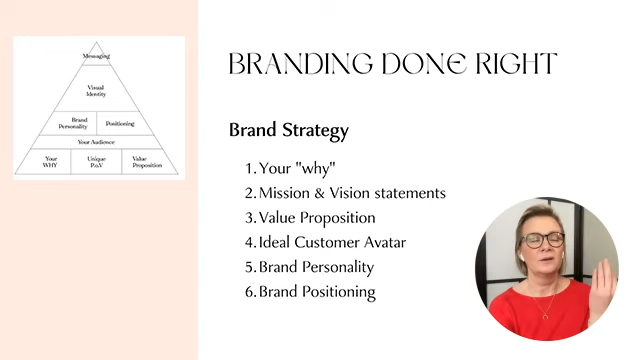 Messaging
Visual
Identity
Brand
Personality
Positioning
Your Audience
Your
WHY
Unique
P.o.V
Value
Proposition
BRANDING DONE RIGHT
Brand Strategy
1. Your "why"
2. Mission & Vision statements
3. Value Proposition
4. Ideal Customer Avatar
5. Brand Personality
6. Brand Positioning